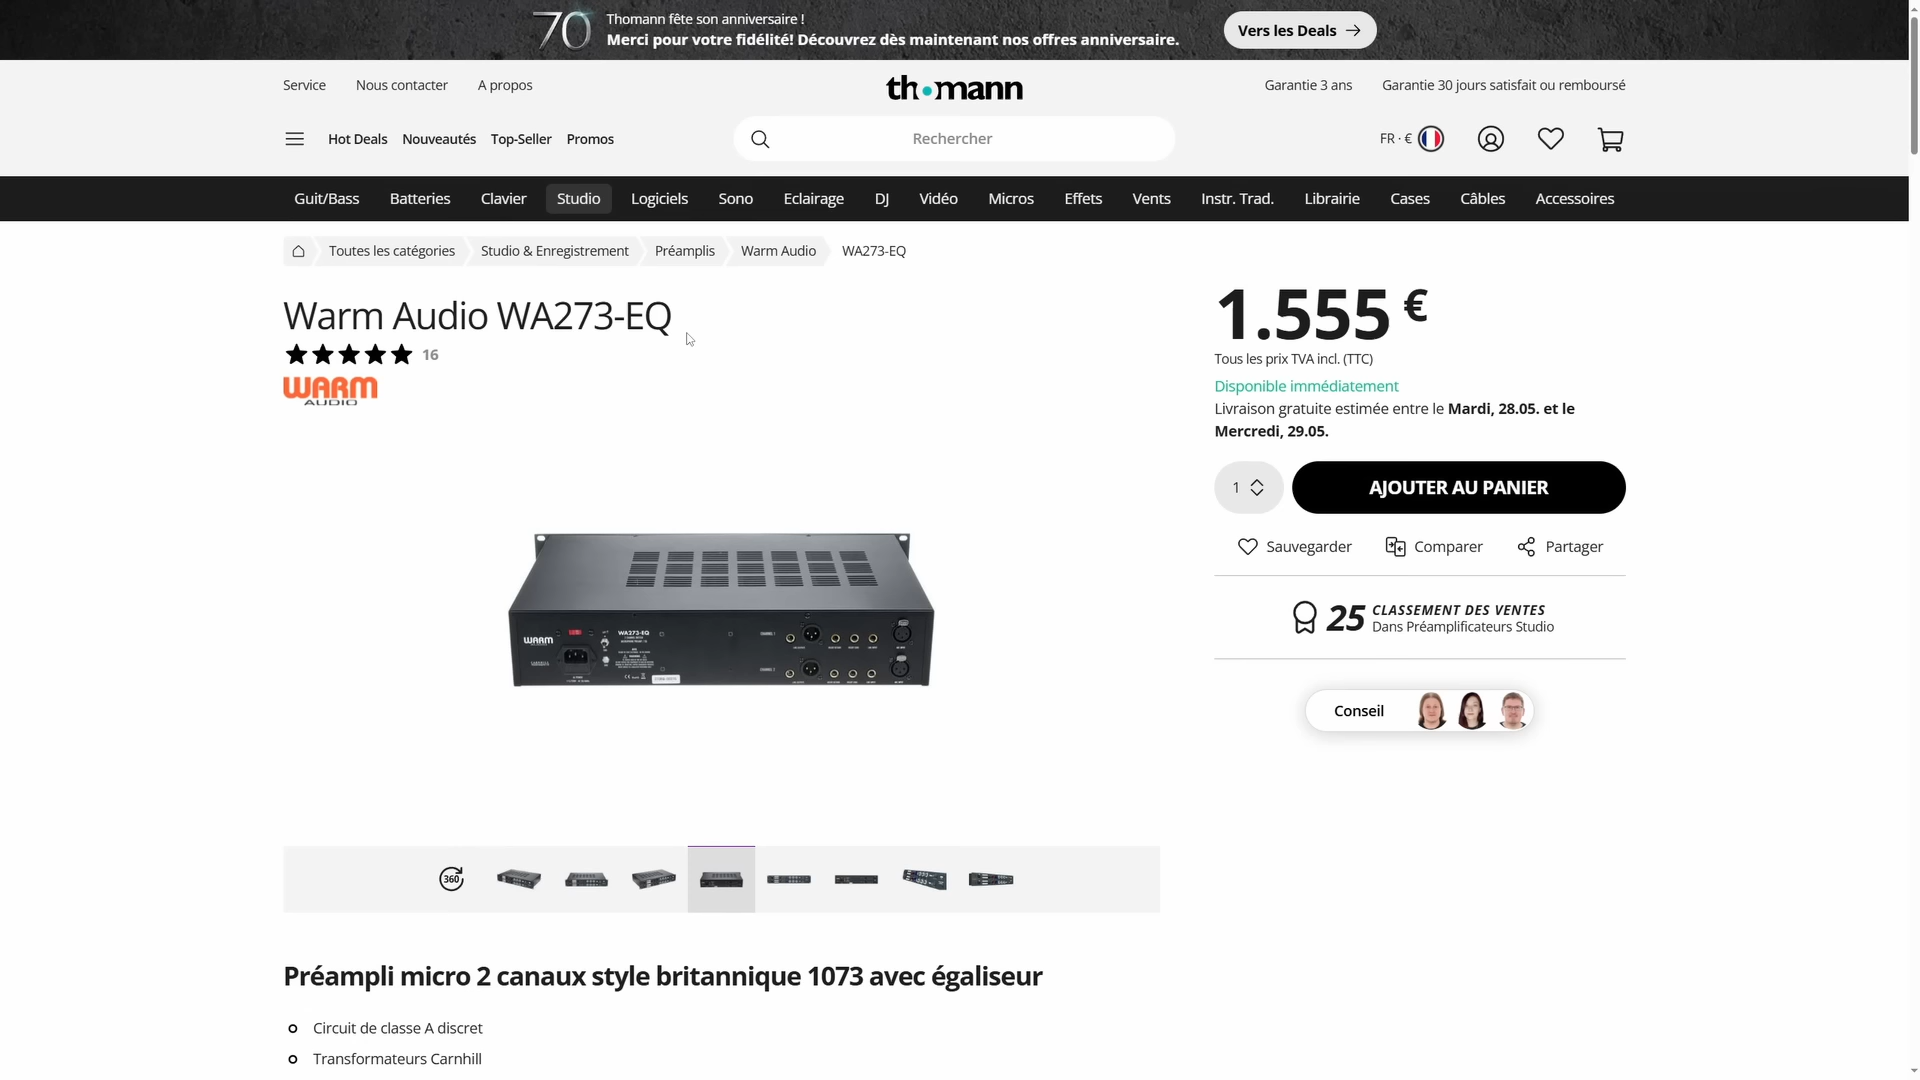 70
Thomann fête son anniversaire !
Merci pour votre fidélité! Découvrez dès maintenant nos offres anniversaire.
Vers les Deals
Service
Nous contacter
A propos
thomann
Garantie 3 ans
Garantie 30 jours satisfait ou remboursé
Hot Deals
Nouveautés
Top-Seller
Promos
Rechercher
FR · €
Guit/Bass
Batteries
Clavier
Studio
Logiciels
Sono
Eclairage
DJ
Vidéo
Micros
Effets
Vents
Instr. Trad.
Librairie
Cases
Câbles
Accessoires
Toutes les catégories
Studio & Enregistrement
Préamplis
Warm Audio
WA273-EQ
Warm Audio WA273-EQ
16
WARM
AUDIO
1.555 €
Tous les prix TVA incl. (TTC)
Disponible immédiatement
Livraison gratuite estimée entre le Mardi, 28.05. et le
Mercredi, 29.05.
1
AJOUTER AU PANIER
Sauvegarder
Comparer
Partager
25
CLASSEMENT DES VENTES
Dans Préamplificateurs Studio
Conseil
WARM
WA273-EQ
360
Préampli micro 2 canaux style britannique 1073 avec égaliseur
Circuit de classe A discret
Transformateurs Carnhill